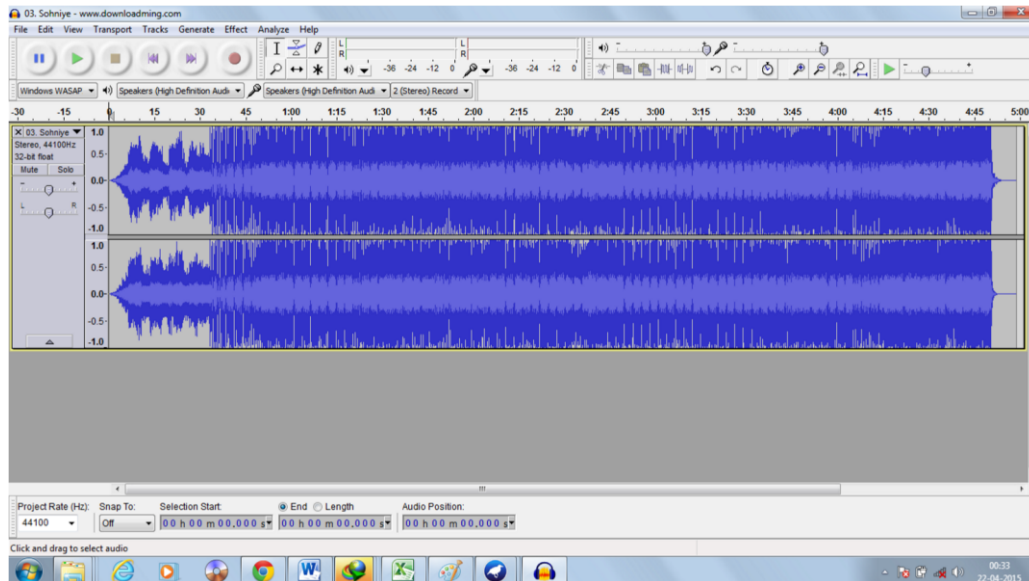 03. Sohniye - www.downloadming.com
File Edit View Transport Tracks Generate Effect Analyze Help
L R -36 -24 -12 0 L R -36 -24 -12 0
Windows WASAP Speakers (High Definition Audi Speakers (High Definition Audi 2 (Stereo) Record
-30 -15 0 15 30 45 1:00 1:15 1:30 1:45 2:00 2:15 2:30 2:45 3:00 3:15 3:30 3:45 4:00 4:15 4:30 4:45 5:00
03. Sohniye
Stereo, 44100Hz
32-bit float
Mute Solo
- +
L R
1.0
0.5
0.0
-0.5
-1.0
1.0
0.5
0.0
-0.5
-1.0
Project Rate (Hz): Snap To: Selection Start: End Length Audio Position:
44100 Off 00 h 00 m 00.000 s 00 h 00 m 00.000 s 00 h 00 m 00.000 s
Click and drag to select audio
00:33
22-04-2015